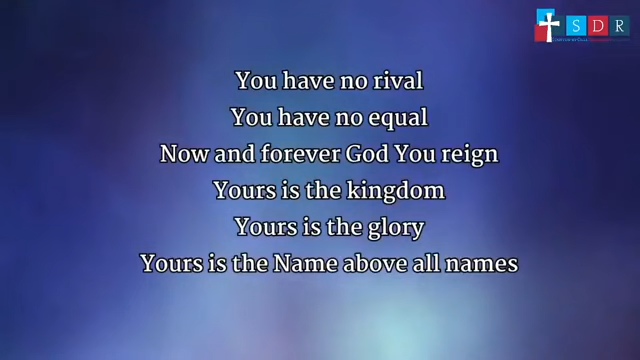 SDR
You have no rival
You have no equal
Now and forever God You reign
Yours is the kingdom
Yours is the glory
Yours is the Name above all names